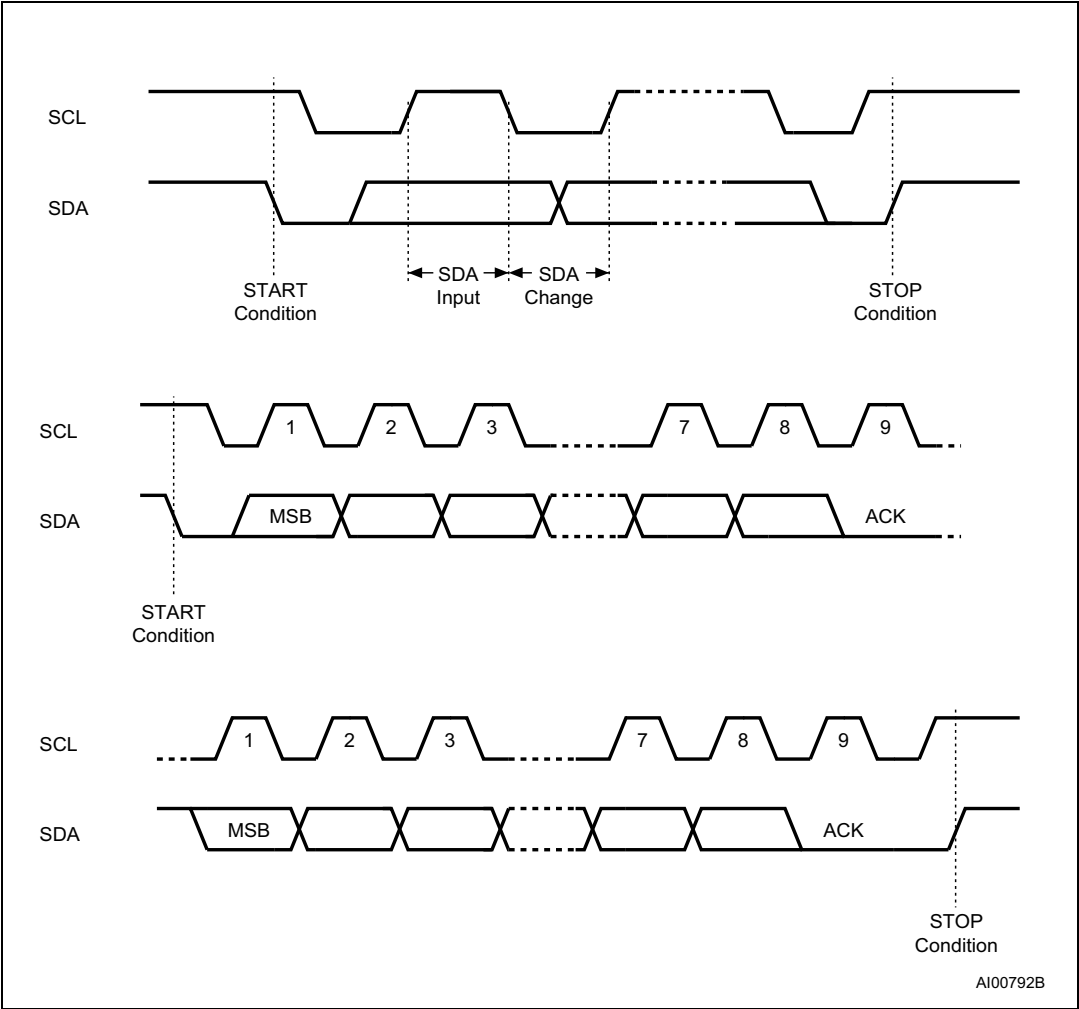 SCL
SDA
SDA Input
SDA Change
START Condition
STOP Condition
SCL
1 2 3 7 8 9
SDA
MSB ACK
START Condition
SCL
1 2 3 7 8 9
SDA
MSB ACK
STOP Condition
AI00792B